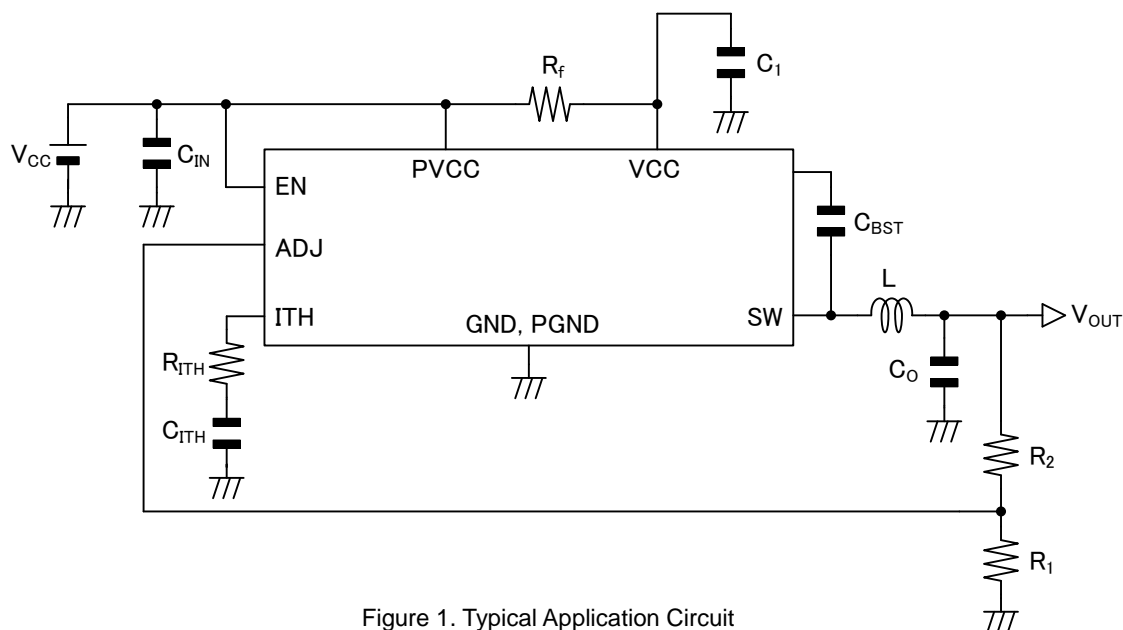 C1
Rf
VCC
CIN
PVCC
VCC
EN
CBST
ADJ
L
ITH
GND, PGND
SW
VOUT
RITH
CO
CITH
R2
R1
Figure 1. Typical Application Circuit